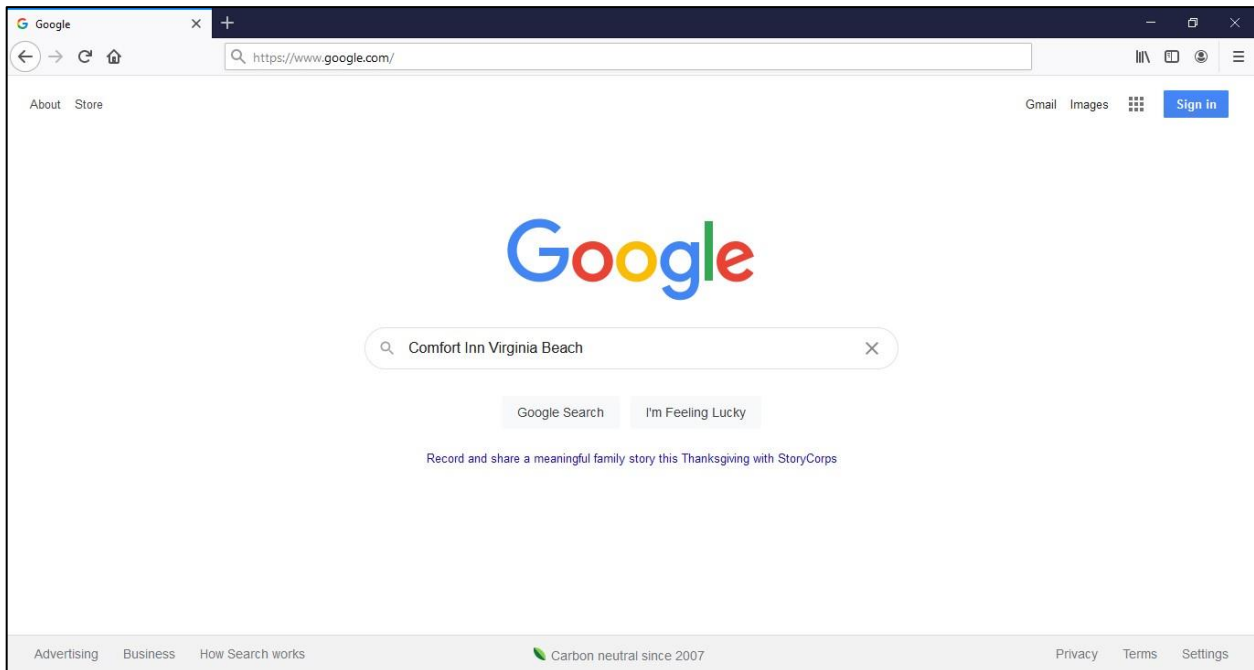 Google
https://www.google.com/
About Store Gmail Images Sign in
Google
Comfort Inn Virginia Beach
Google Search I'm Feeling Lucky
Record and share a meaningful family story this Thanksgiving with StoryCorps
Advertising Business How Search works Carbon neutral since 2007 Privacy Terms Settings